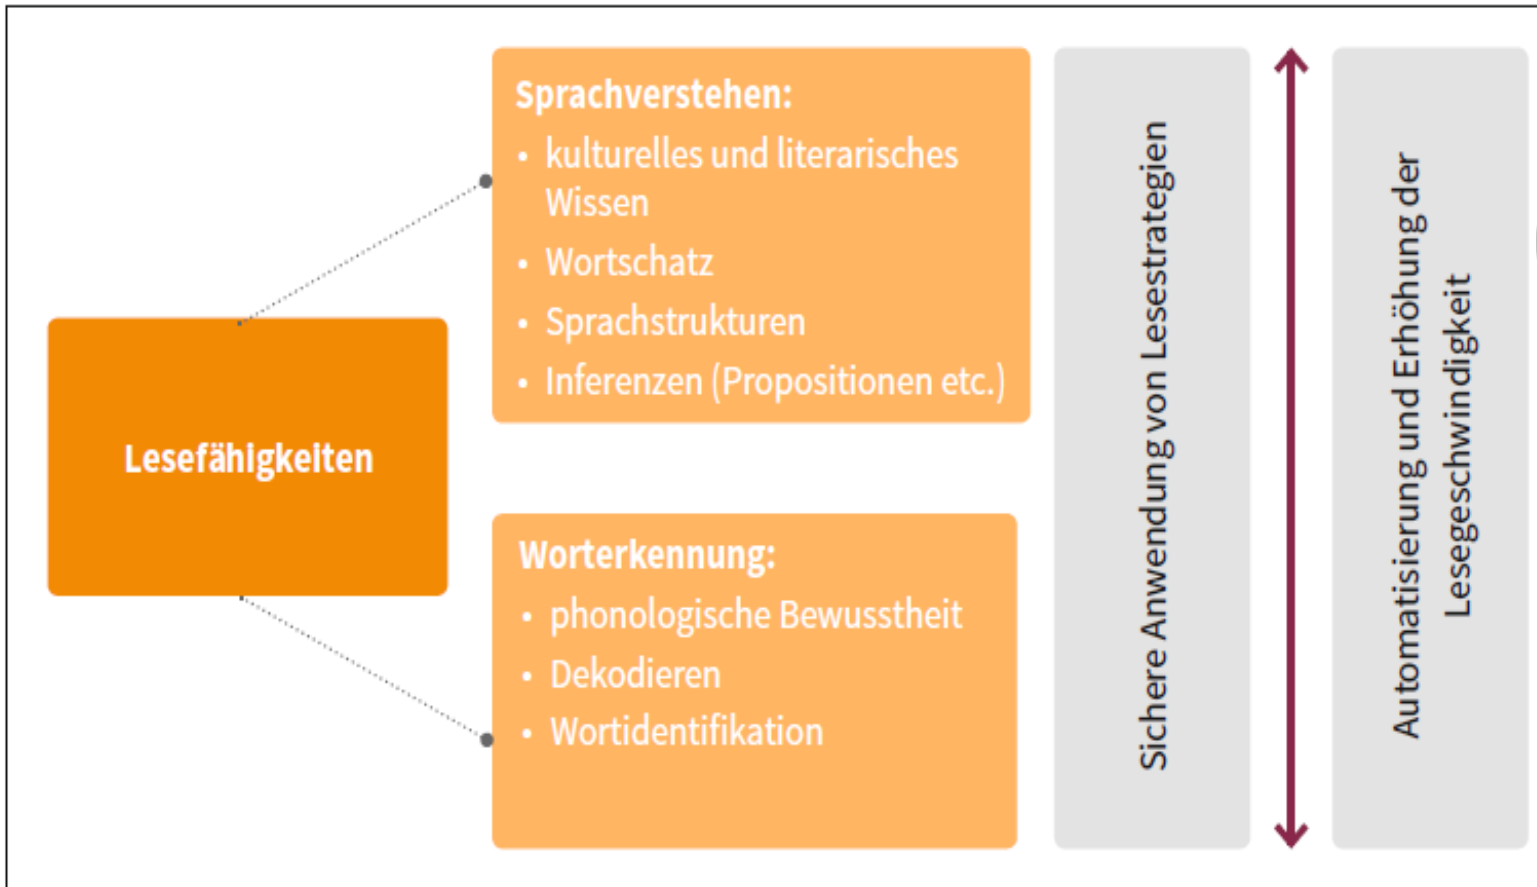 Lesefähigkeiten
Sprachverstehen:
• kulturelles und literarisches
Wissen
• Wortschatz
• Sprachstrukturen
• Inferenzen (Propositionen etc.)
Worterkennung:
• phonologische Bewusstheit
• Dekodieren
• Wortidentifikation
Sichere Anwendung von Lesestrategien
Automatisierung und Erhöhung der
Lesegeschwindigkeit